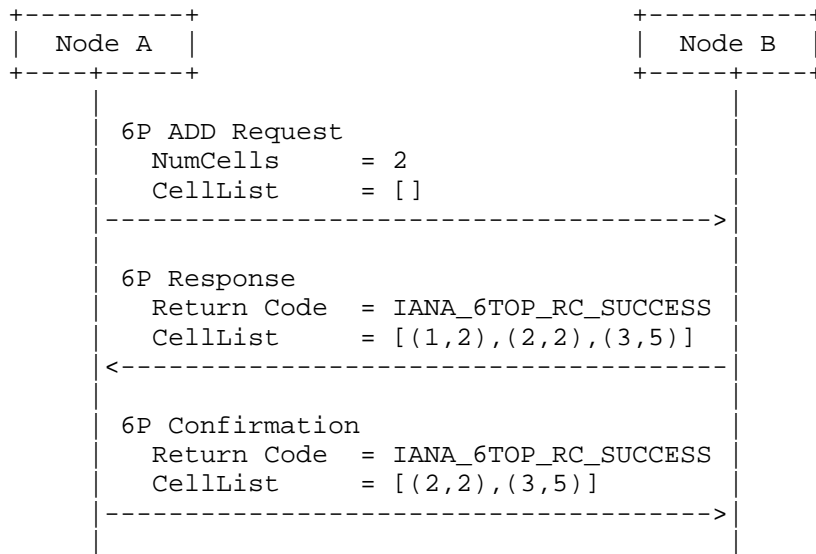 Node A Node B
6P ADD Request
NumCells = 2
CellList = []
6P Response
Return Code = IANA_6TOP_RC_SUCCESS
CellList = [(1,2),(2,2),(3,5)]
6P Confirmation
Return Code = IANA_6TOP_RC_SUCCESS
CellList = [(2,2),(3,5)]